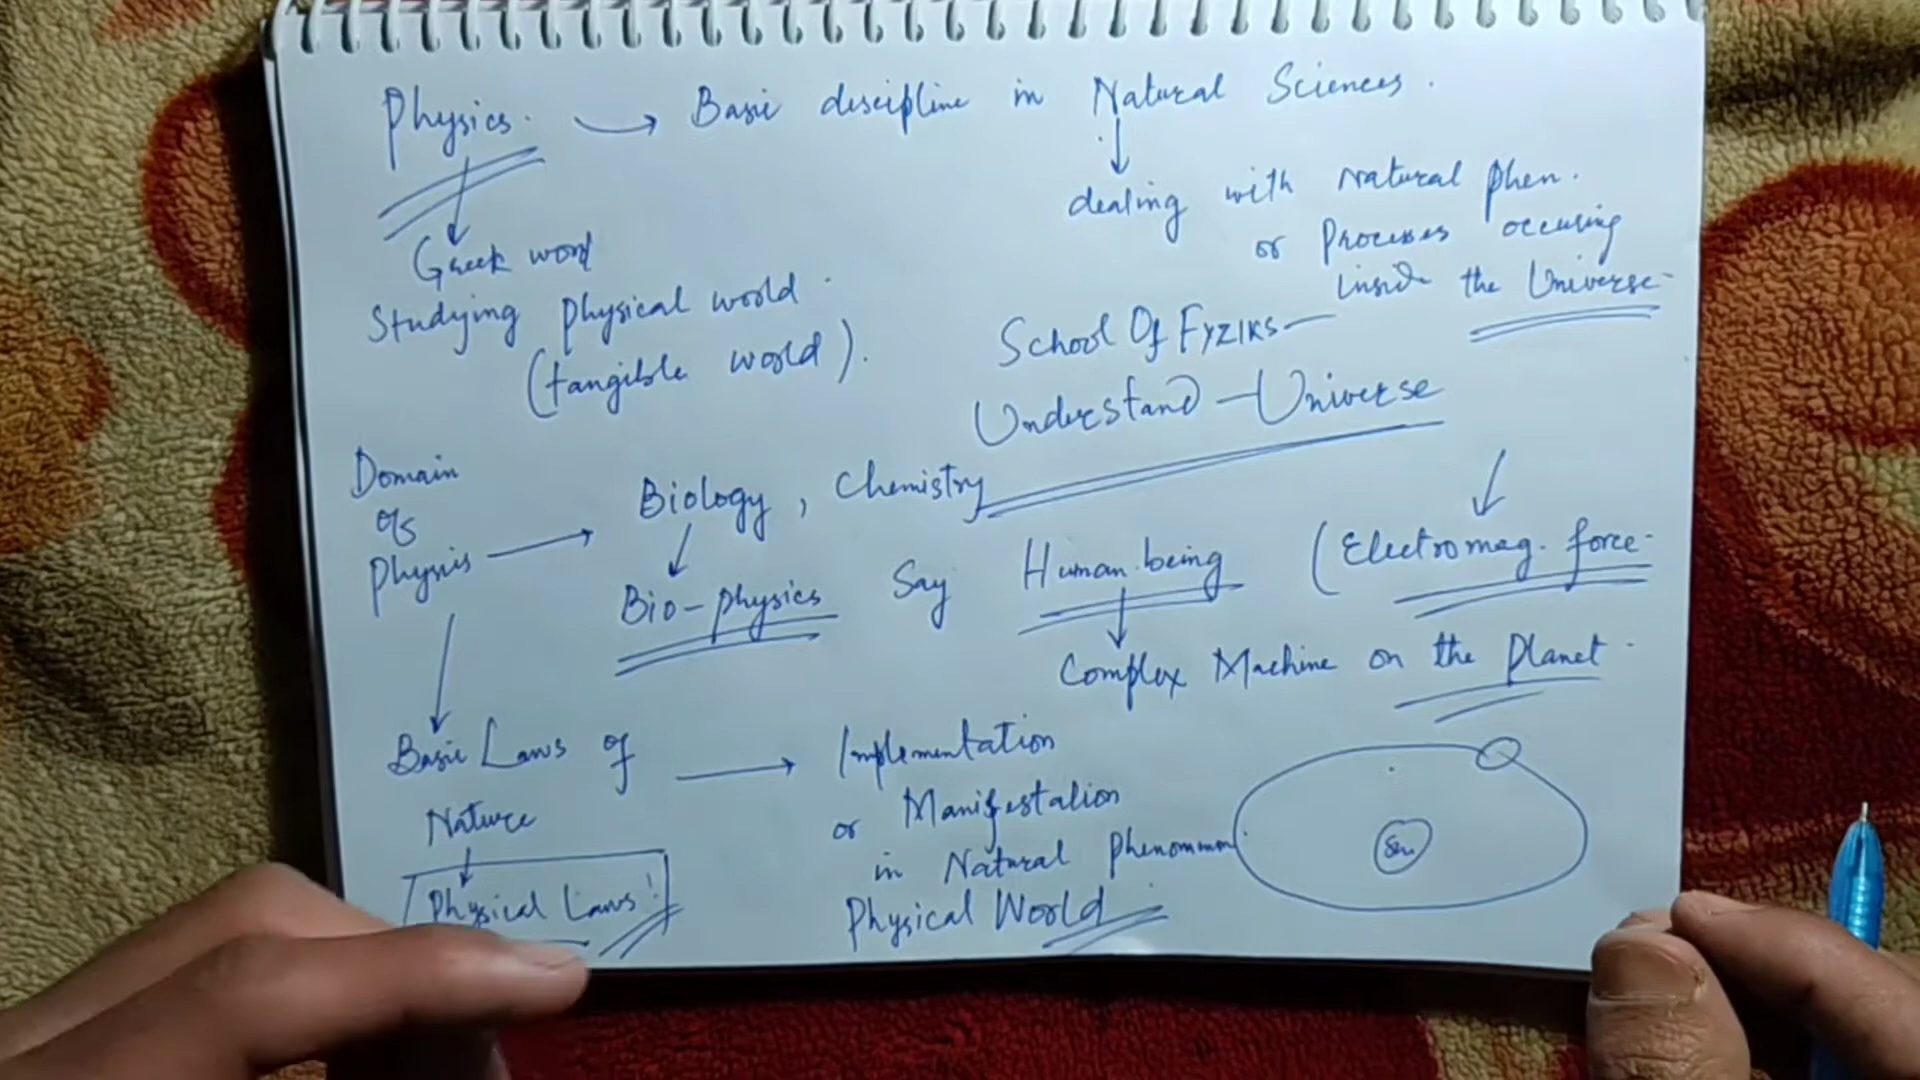 Physics. → Basic discipline in Natural Sciences.
dealing with Natural phen.
or Processes occuring
inside the Universe
Greek word
Studying physical world
(tangible world).
School Of FYZIKS
Understand - Universe
Domain
of
Physics → Biology, Chemistry
Bio-physics Say Human being (Electromag. force
Complex Machine on the Planet.
Basic Laws of → Implementation
Nature or Manifestation
in Natural phenomenon
Physical Laws! Physical World
Sun